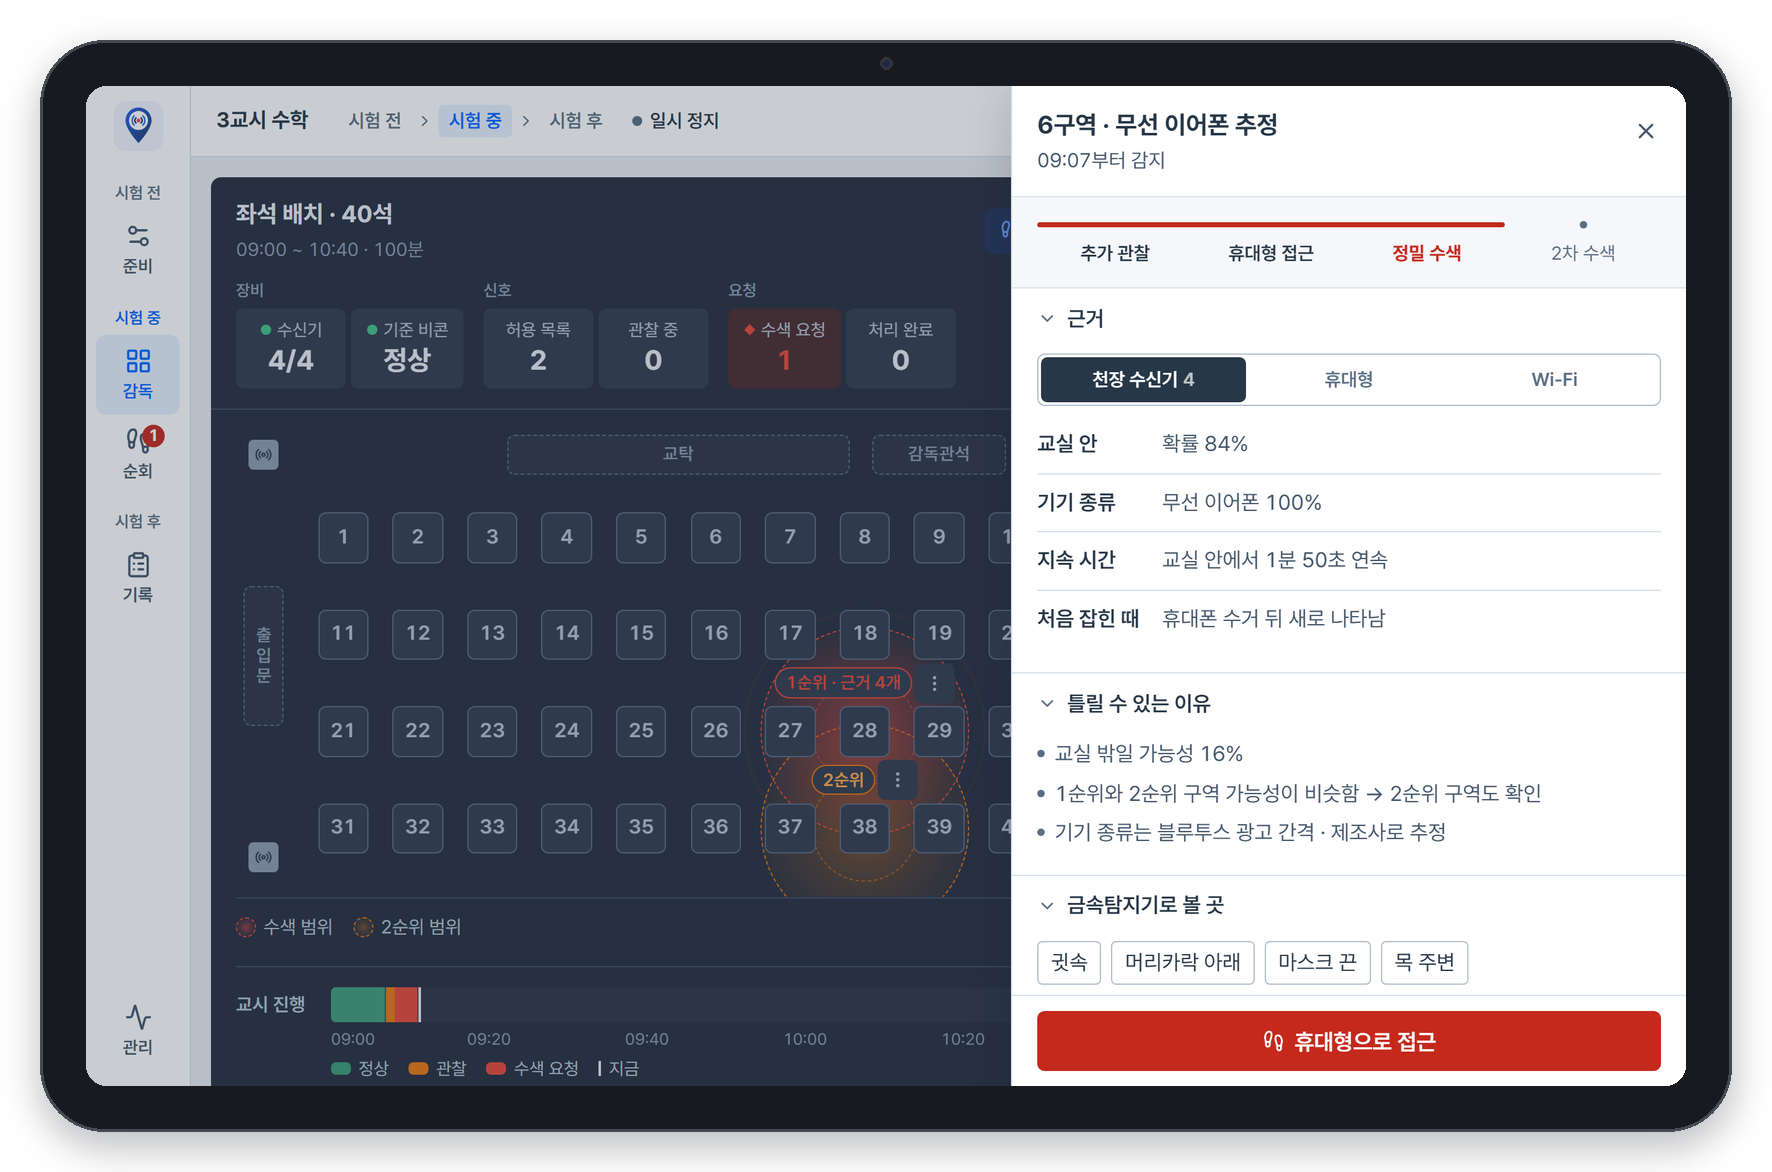 3교시 수학
시험 전 > 시험 중 > 시험 후 ● 일시 정지
시험 전
준비
시험 중
감독
1
순회
시험 후
기록
관리
좌석 배치 · 40석
09:00 ~ 10:40 · 100분
장비
수신기
4/4
기준 비콘
정상
신호
허용 목록
2
관찰 중
0
요청
수색 요청
1
처리 완료
0
교탁
감독관석
출입문
1 2 3 4 5 6 7 8 9
11 12 13 14 15 16 17 18 19
1순위 · 근거 4개
21 22 23 24 25 26 27 28 29
2순위
31 32 33 34 35 36 37 38 39
수색 범위
2순위 범위
교시 진행
09:00 09:20 09:40 10:00 10:20
정상 관찰 수색 요청 지금
6구역 · 무선 이어폰 추정
09:07부터 감지
추가 관찰 휴대형 접근 정밀 수색 2차 수색
근거
천장 수신기 4 휴대형 Wi-Fi
교실 안 확률 84%
기기 종류 무선 이어폰 100%
지속 시간 교실 안에서 1분 50초 연속
처음 잡힌 때 휴대폰 수거 뒤 새로 나타남
틀릴 수 있는 이유
• 교실 밖일 가능성 16%
• 1순위와 2순위 구역 가능성이 비슷함 → 2순위 구역도 확인
• 기기 종류는 블루투스 광고 간격 · 제조사로 추정
금속탐지기로 볼 곳
귓속 머리카락 아래 마스크 끈 목 주변
휴대형으로 접근